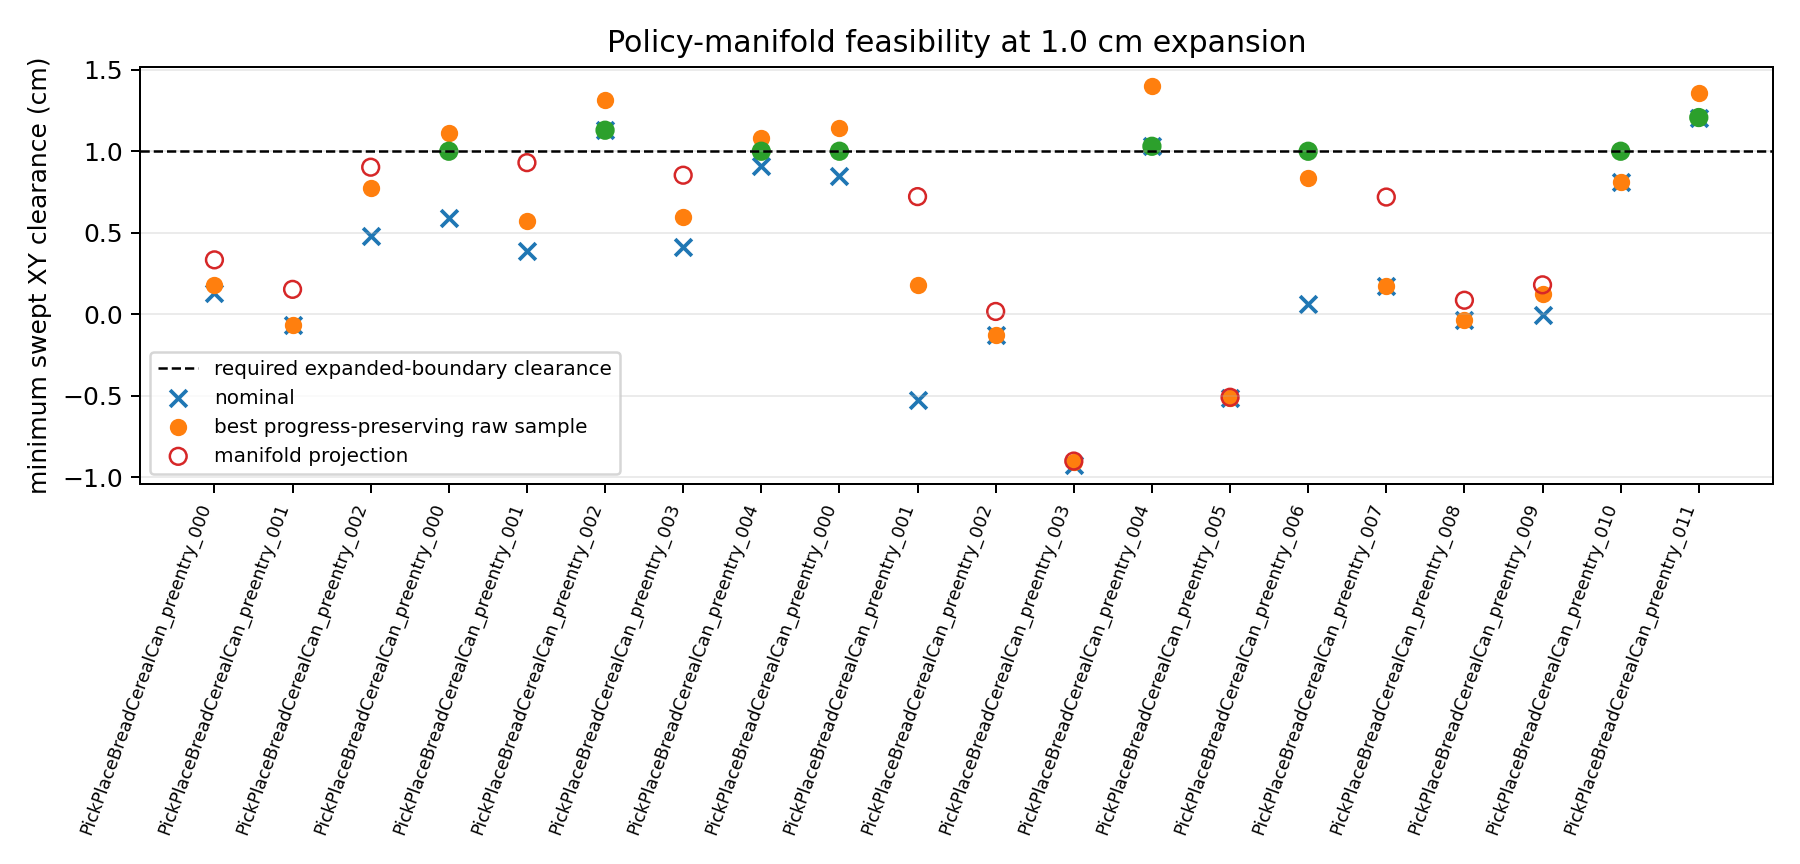 Policy-manifold feasibility at 1.0 cm expansion
minimum swept XY clearance (cm)
1.5
1.0
0.5
0.0
−0.5
−1.0
required expanded-boundary clearance
nominal
best progress-preserving raw sample
manifold projection
PickPlaceBreadCerealCan_preentry_000
PickPlaceBreadCerealCan_preentry_001
PickPlaceBreadCerealCan_preentry_002
PickPlaceBreadCerealCan_preentry_000
PickPlaceBreadCerealCan_preentry_001
PickPlaceBreadCerealCan_preentry_002
PickPlaceBreadCerealCan_preentry_003
PickPlaceBreadCerealCan_preentry_004
PickPlaceBreadCerealCan_preentry_000
PickPlaceBreadCerealCan_preentry_001
PickPlaceBreadCerealCan_preentry_002
PickPlaceBreadCerealCan_preentry_003
PickPlaceBreadCerealCan_preentry_004
PickPlaceBreadCerealCan_preentry_005
PickPlaceBreadCerealCan_preentry_006
PickPlaceBreadCerealCan_preentry_007
PickPlaceBreadCerealCan_preentry_008
PickPlaceBreadCerealCan_preentry_009
PickPlaceBreadCerealCan_preentry_010
PickPlaceBreadCerealCan_preentry_011